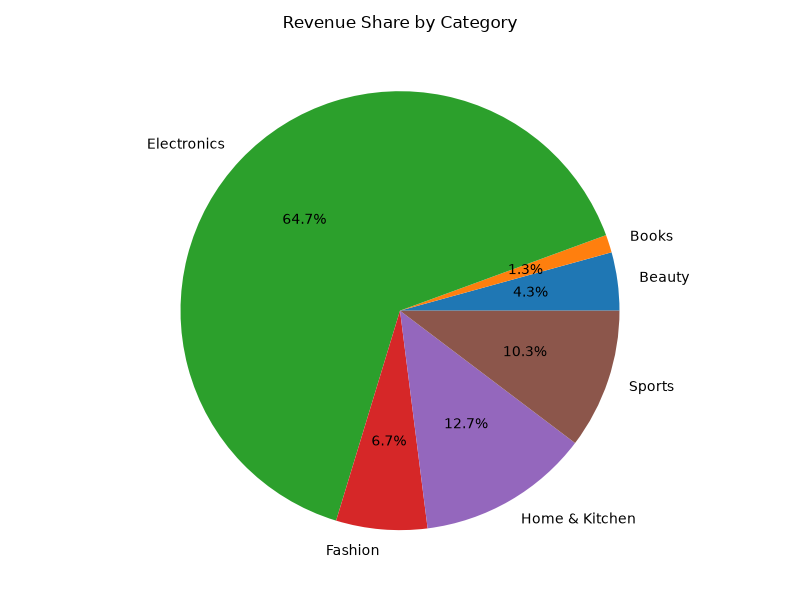 Revenue Share by Category
Electronics
64.7%
Books
1.3%
Beauty
4.3%
Sports
10.3%
12.7%
Home & Kitchen
6.7%
Fashion